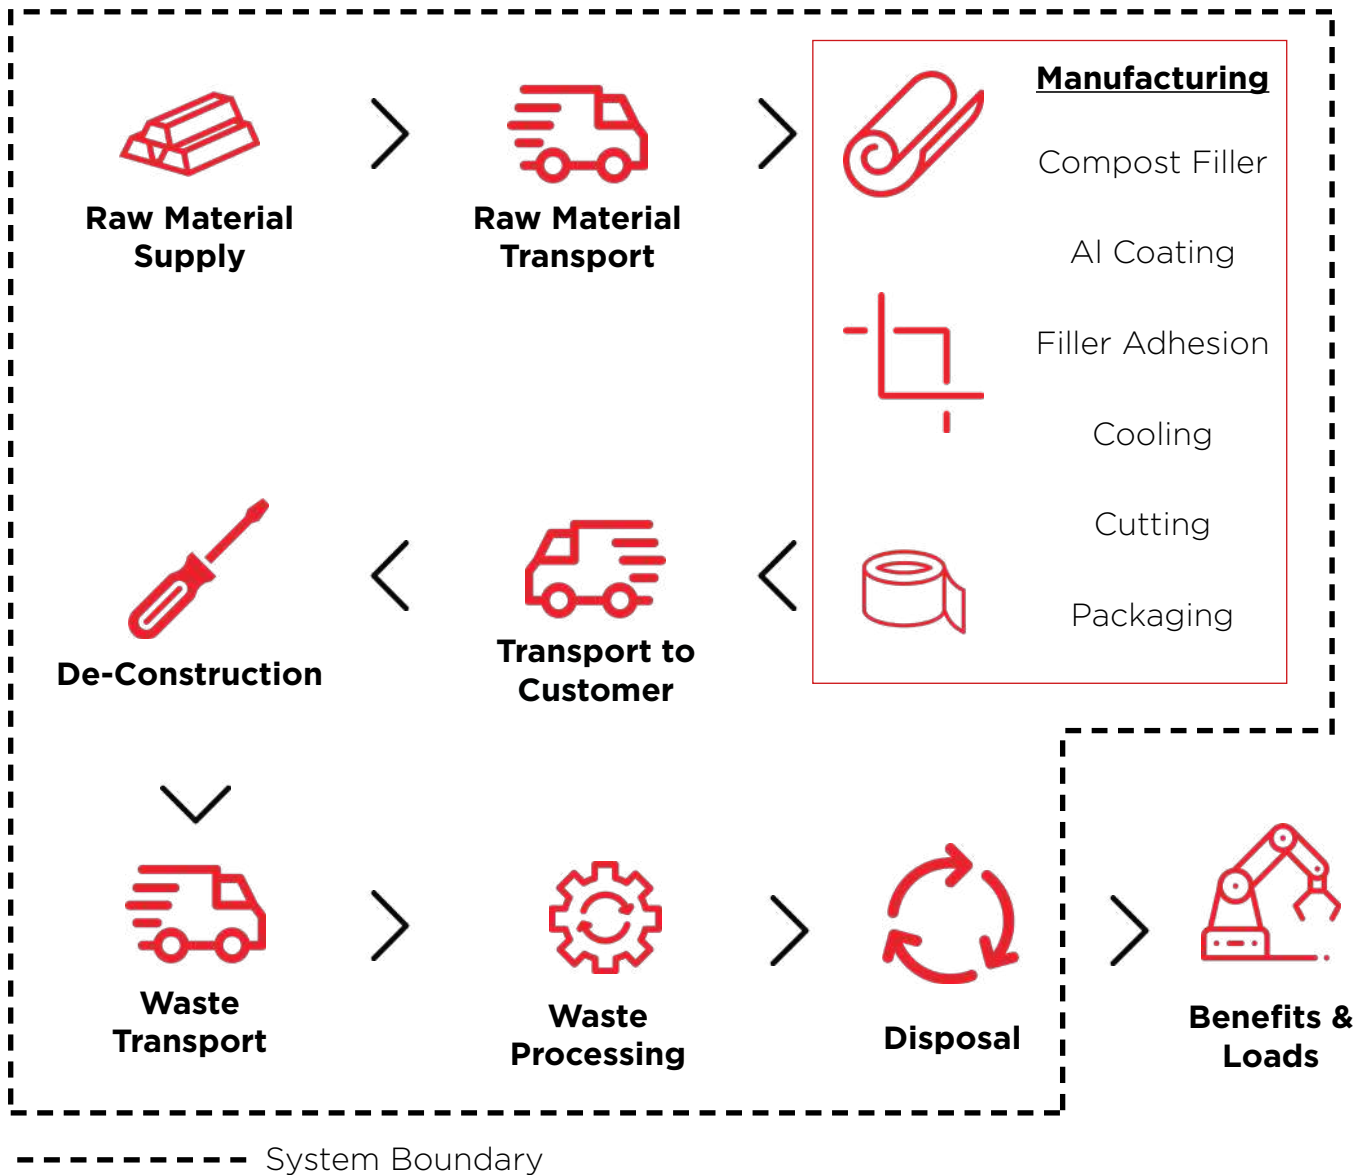 Manufacturing
Raw Material
Supply
Raw Material
Transport
Compost Filler
Al Coating
Filler Adhesion
Cooling
Cutting
Packaging
Transport to
Customer
De-Construction
Waste
Transport
Waste
Processing
Disposal
Benefits &
Loads
System Boundary